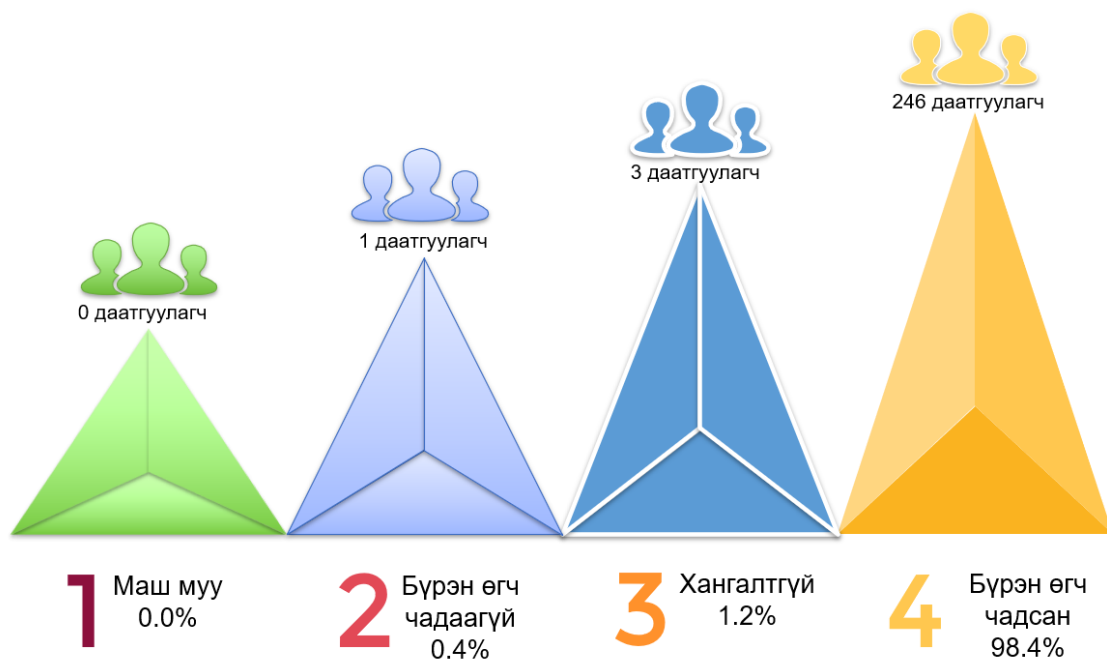 246 даатгуулагч
3 даатгуулагч
1 даатгуулагч
0 даатгуулагч
1 Маш муу
0.0%
2 Бүрэн өгч
чадаагүй
0.4%
3 Хангалтгүй
1.2%
4 Бүрэн өгч
чадсан
98.4%